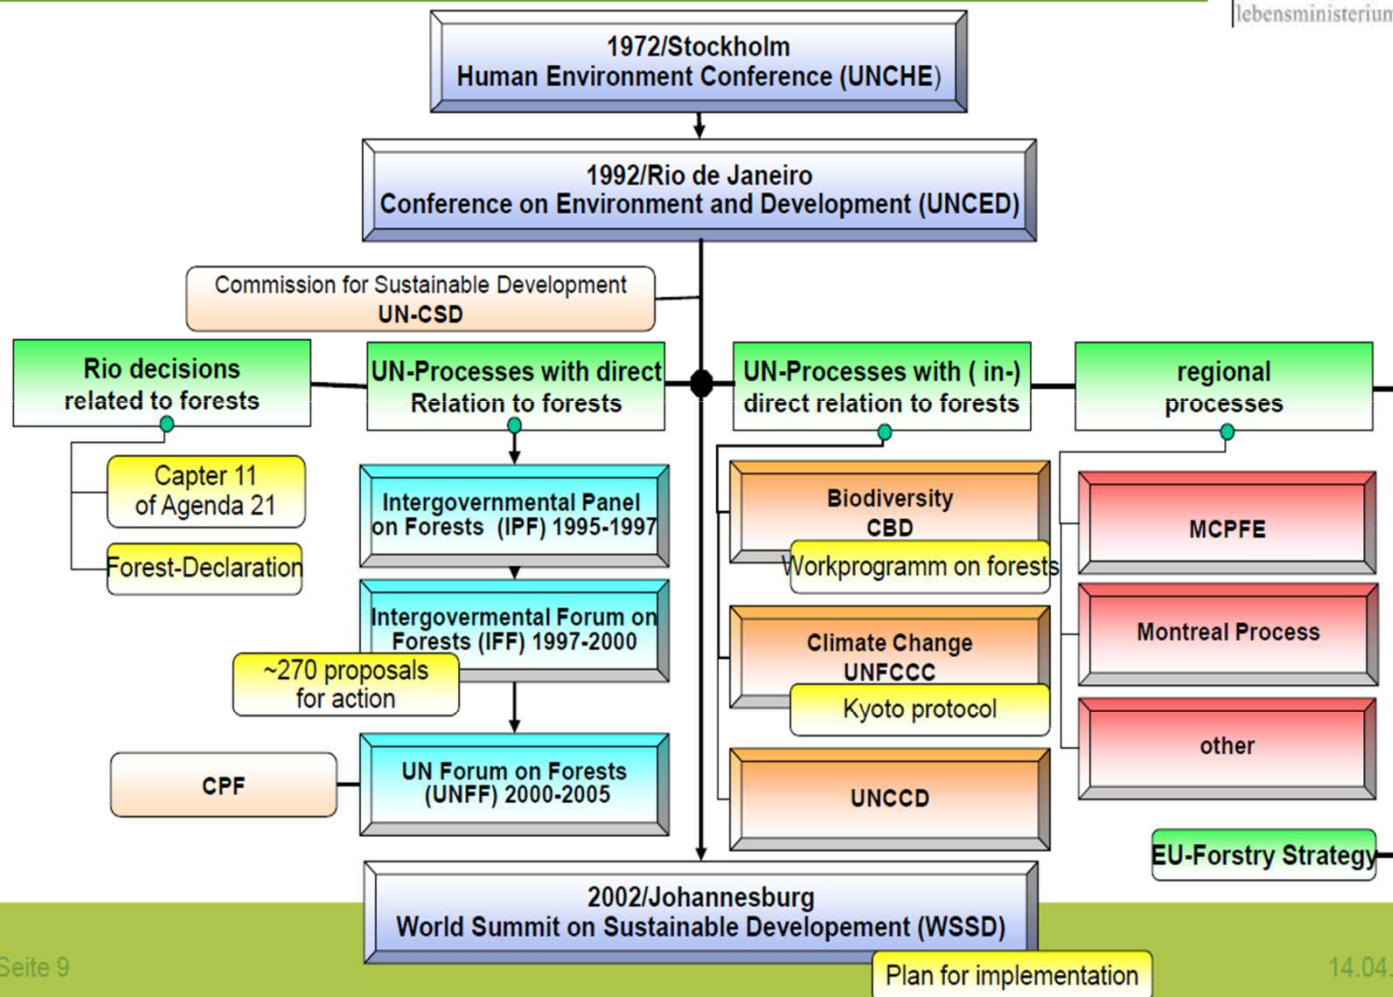 lebensministerium
1972/Stockholm
Human Environment Conference (UNCHE)
1992/Rio de Janeiro
Conference on Environment and Development (UNCED)
Commission for Sustainable Development
UN-CSD
Rio decisions
related to forests
UN-Processes with direct
Relation to forests
UN-Processes with ( in-)
direct relation to forests
regional
processes
Capter 11
of Agenda 21
Forest-Declaration
Intergovernmental Panel
on Forests (IPF) 1995-1997
Intergovermental Forum on
Forests (IFF) 1997-2000
~270 proposals
for action
CPF
UN Forum on Forests
(UNFF) 2000-2005
Biodiversity
CBD
Workprogramm on forests
Climate Change
UNFCCC
Kyoto protocol
UNCCD
MCPFE
Montreal Process
other
EU-Forstry Strategy
2002/Johannesburg
World Summit on Sustainable Developement (WSSD)
Plan for implementation
Seite 9
14.04.